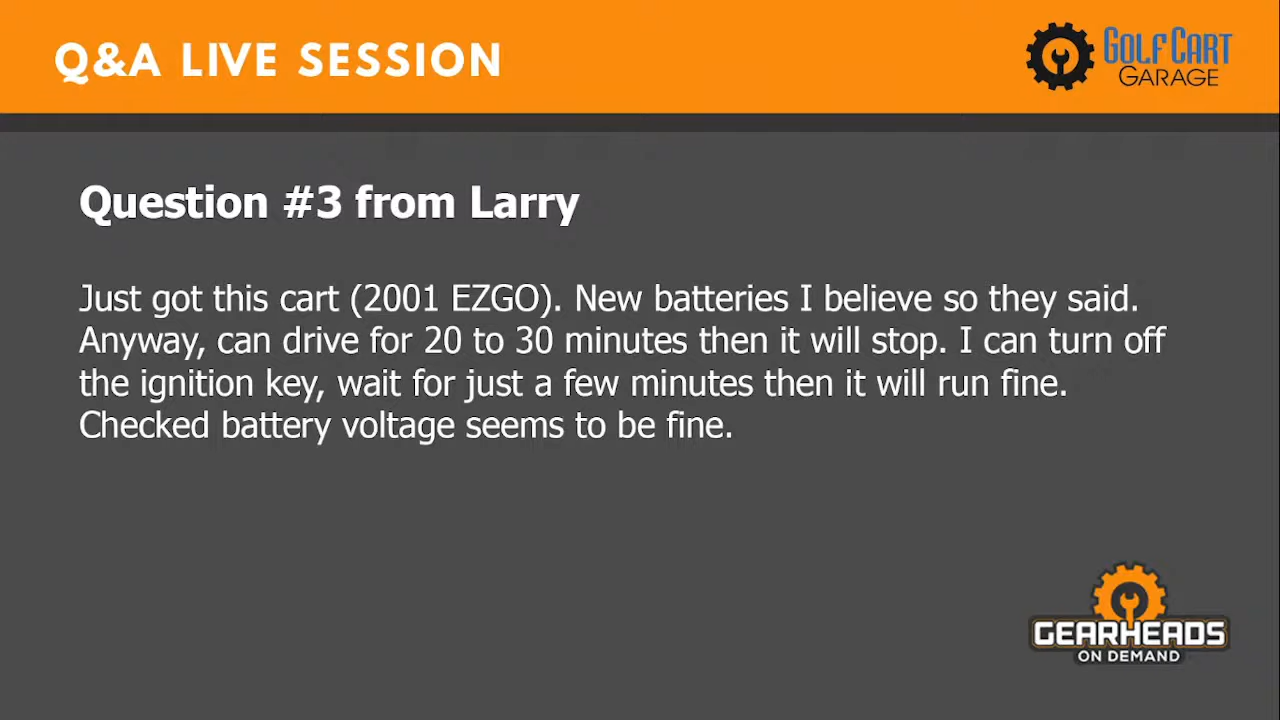 Q&A LIVE SESSION
GOLF CART
GARAGE
Question #3 from Larry
Just got this cart (2001 EZGO). New batteries I believe so they said.
Anyway, can drive for 20 to 30 minutes then it will stop. I can turn off
the ignition key, wait for just a few minutes then it will run fine.
Checked battery voltage seems to be fine.
GEARHEADS
ON DEMAND